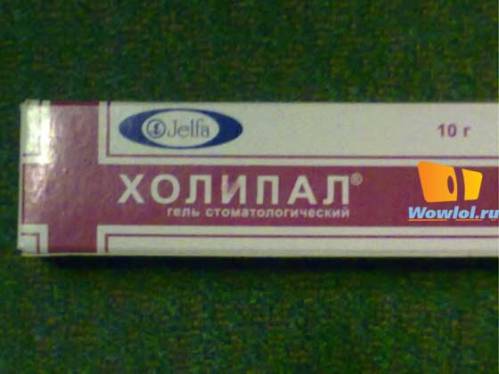 Jelfa
10 г
ХОЛИПАЛ®
гель стоматологический
Wowlol.ru